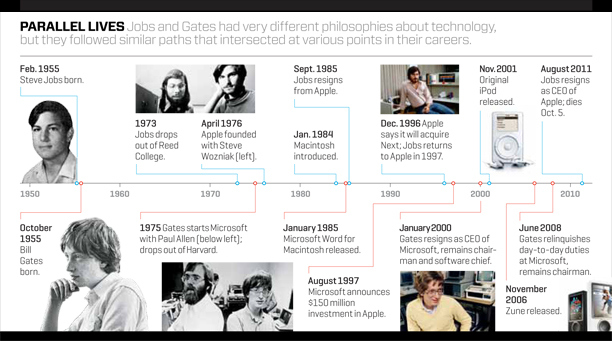 PARALLEL LIVES Jobs and Gates had very different philosophies about technology,
but they followed similar paths that intersected at various points in their careers.
Feb. 1955
Steve Jobs born.
1973
Jobs drops
out of Reed
College.
April 1976
Apple founded
with Steve
Wozniak (left).
Sept. 1985
Jobs resigns
from Apple.
Jan. 1984
Macintosh
introduced.
Dec. 1996 Apple
says it will acquire
Next; Jobs returns
to Apple in 1997.
Nov. 2001
Original
iPod
released.
August 2011
Jobs resigns
as CEO of
Apple; dies
Oct. 5.
1950
1960
1970
1980
1990
2000
2010
October
1955
Bill
Gates
born.
1975 Gates starts Microsoft
with Paul Allen (below left);
drops out of Harvard.
January 1985
Microsoft Word for
Macintosh released.
August 1997
Microsoft announces
$150 million
investment in Apple.
January 2000
Gates resigns as CEO of
Microsoft, remains chair-
man and software chief.
June 2008
Gates relinquishes
day-to-day duties
at Microsoft,
remains chairman.
November
2006
Zune released.